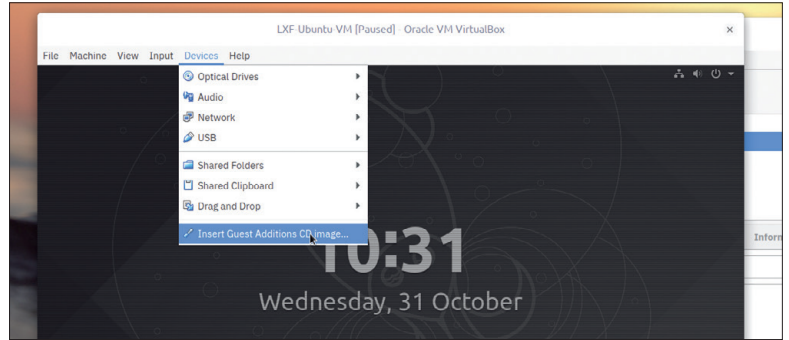 LXF Ubuntu VM [Paused] - Oracle VM VirtualBox
File Machine View Input Devices Help
Optical Drives
Audio
Network
USB
Shared Folders
Shared Clipboard
Drag and Drop
Insert Guest Additions CD image...
Inforn
10:31
Wednesday, 31 October